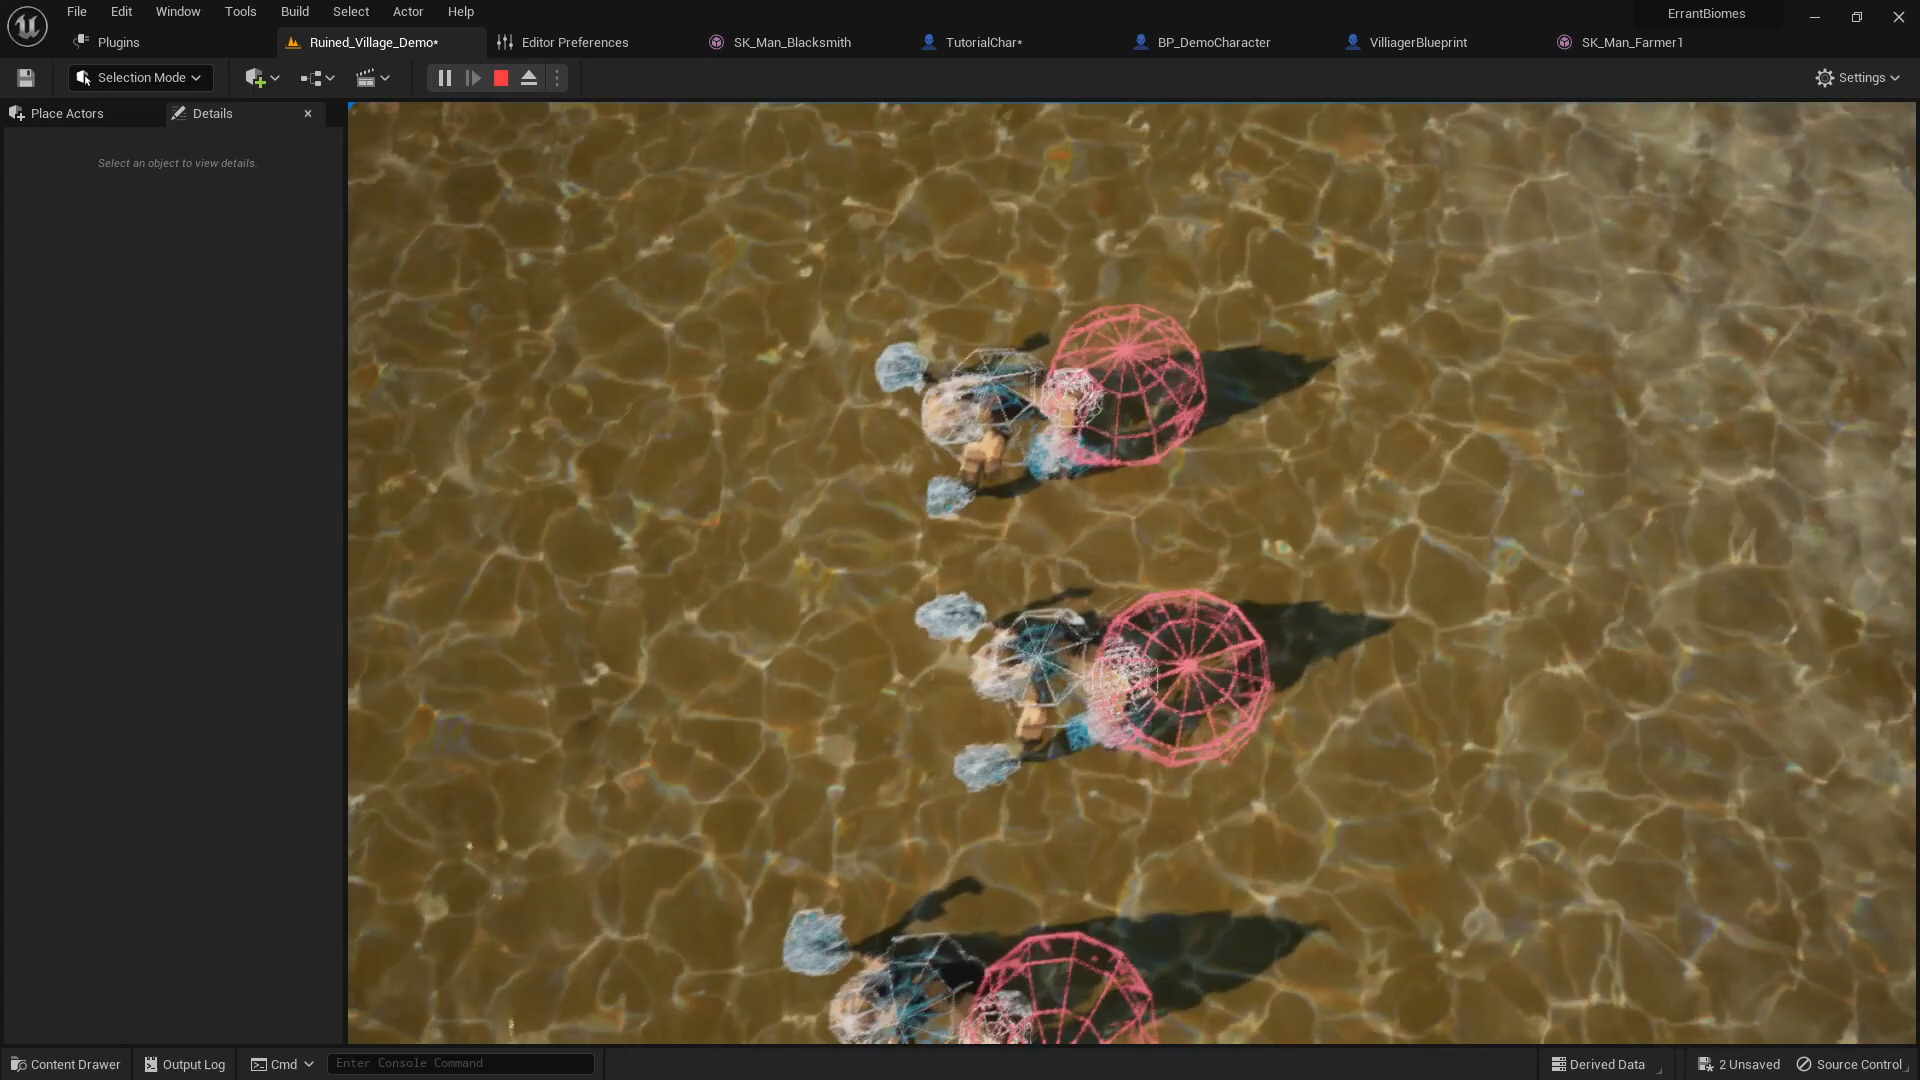 File Edit Window Tools Build Select Actor Help
ErrantBiomes
Plugins
Ruined_Village_Demo*
Editor Preferences
SK_Man_Blacksmith
TutorialChar*
BP_DemoCharacter
VilliagerBlueprint
SK_Man_Farmer1
Selection Mode
Settings
Place Actors
Details
Select an object to view details.
Content Drawer
Output Log
Cmd
Enter Console Command
Derived Data
2 Unsaved
Source Control